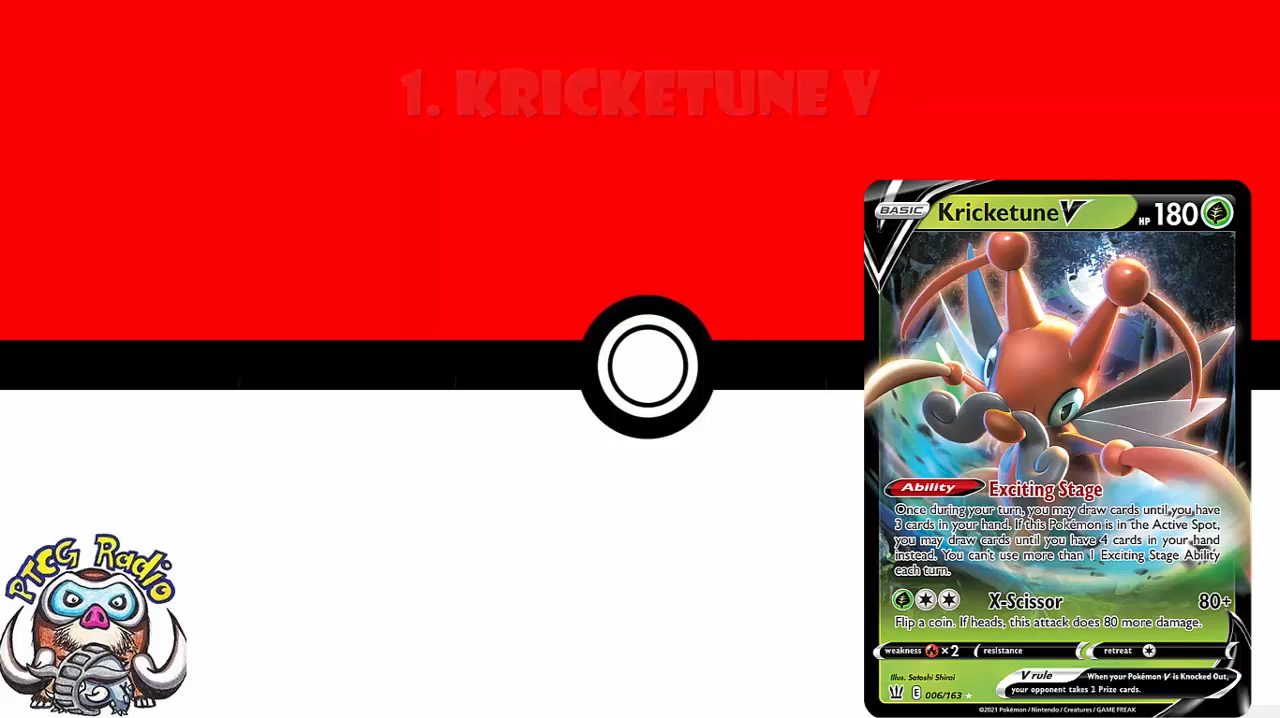 1. KRICKETUNE V
BASIC
Kricketune V
HP 180
Ability Exciting Stage
Once during your turn, you may draw cards until you have
3 cards in your hand. If this Pokémon is in the Active Spot,
you may draw cards until you have 4 cards in your hand
instead. You can't use more than 1 Exciting Stage Ability
each turn.
X-Scissor 80+
Flip a coin. If heads, this attack does 80 more damage.
weakness ×2 resistance retreat
Illus. Satoshi Shirai
V rule When your Pokémon V is Knocked Out,
your opponent takes 2 Prize cards.
E 006/163
©2021 Pokémon / Nintendo / Creatures / GAME FREAK
PTCG Radio